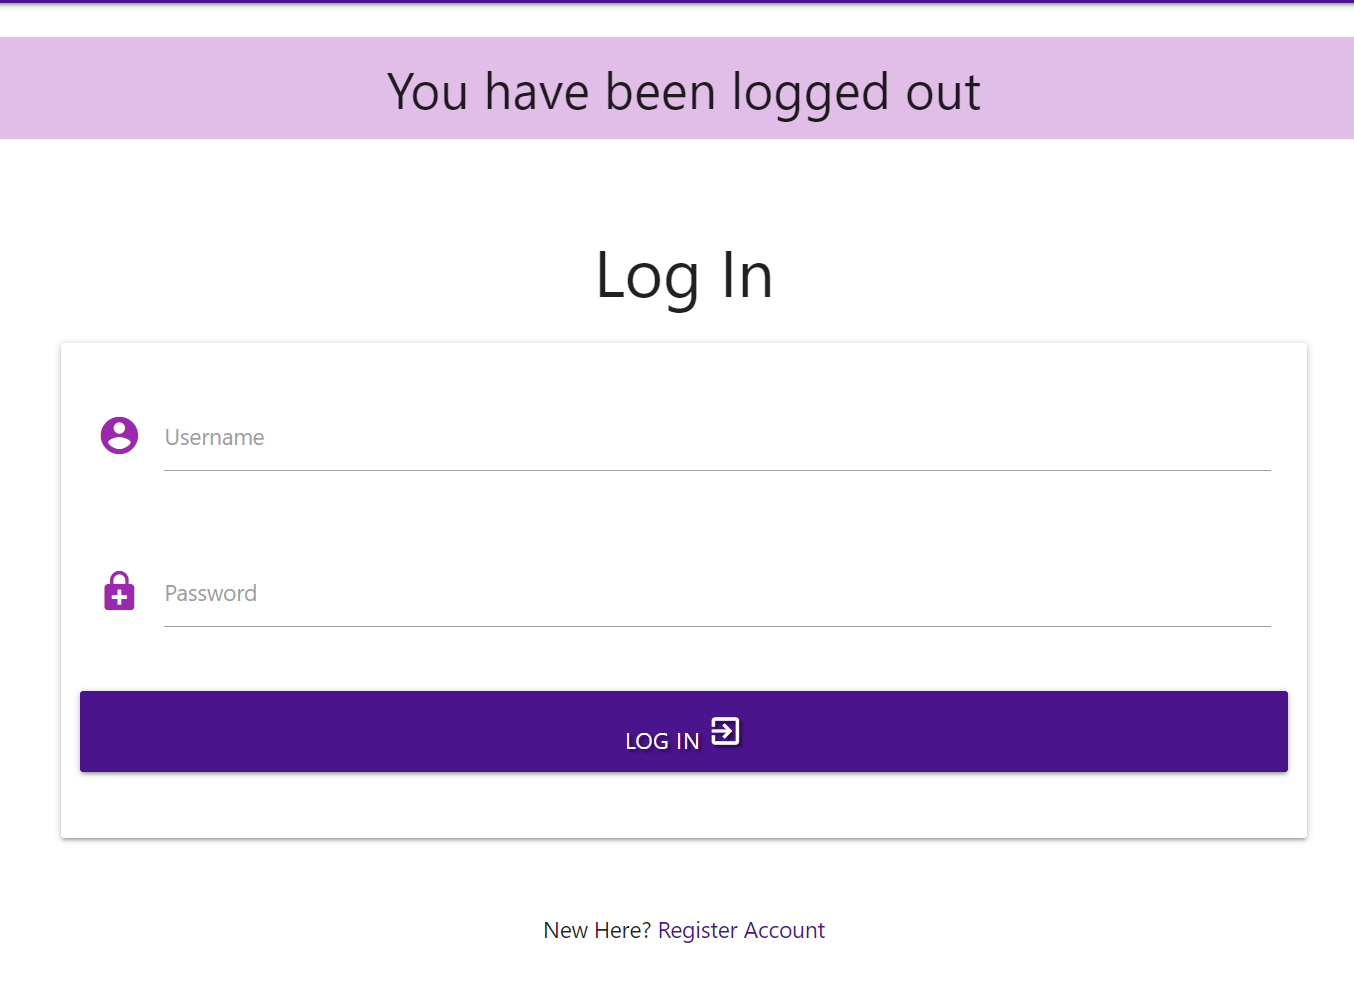 You have been logged out
Log In
Username
Password
LOG IN
New Here? Register Account